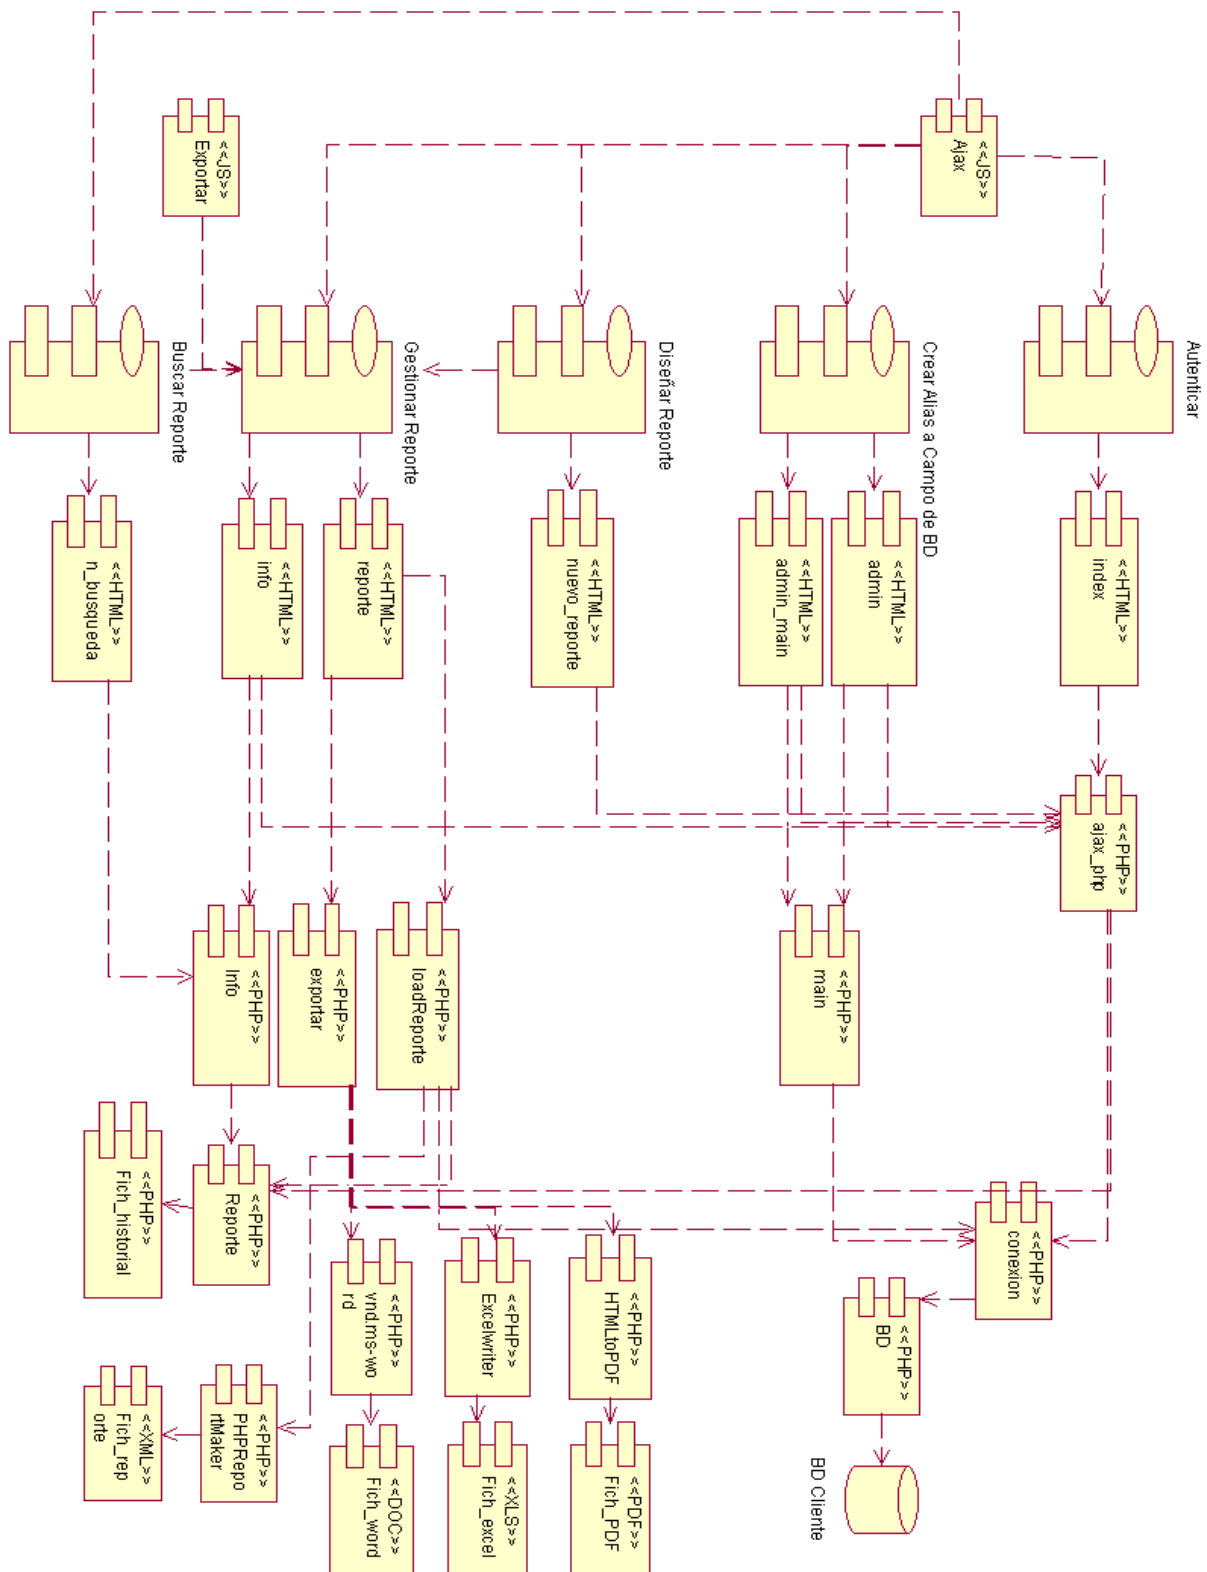 <<JS>>
Ajax
<<JS>>
Exportar
Autenticar
Crear Alias a Campo de BD
Diseñar Reporte
Gestionar Reporte
Buscar Reporte
<<HTML>>
index
<<HTML>>
admin
<<HTML>>
admin_main
<<HTML>>
nuevo_reporte
<<HTML>>
reporte
<<HTML>>
info
<<HTML>>
n_busqueda
<<PHP>>
ajax_php
<<PHP>>
main
<<PHP>>
loadReporte
<<PHP>>
exportar
<<PHP>>
Info
<<PHP>>
conexion
<<PHP>>
Reporte
<<PHP>>
Fich_historial
<<PHP>>
BD
<<PHP>>
HTMLtoPDF
<<PHP>>
Excelwriter
<<PHP>>
vnd.ms-wo
rd
<<PHP>>
PHPRepo
rtMaker
<<XML>>
Fich_rep
orte
BD Cliente
<<PDF>>
Fich_PDF
<<XLS>>
Fich_excel
<<DOC>>
Fich_word